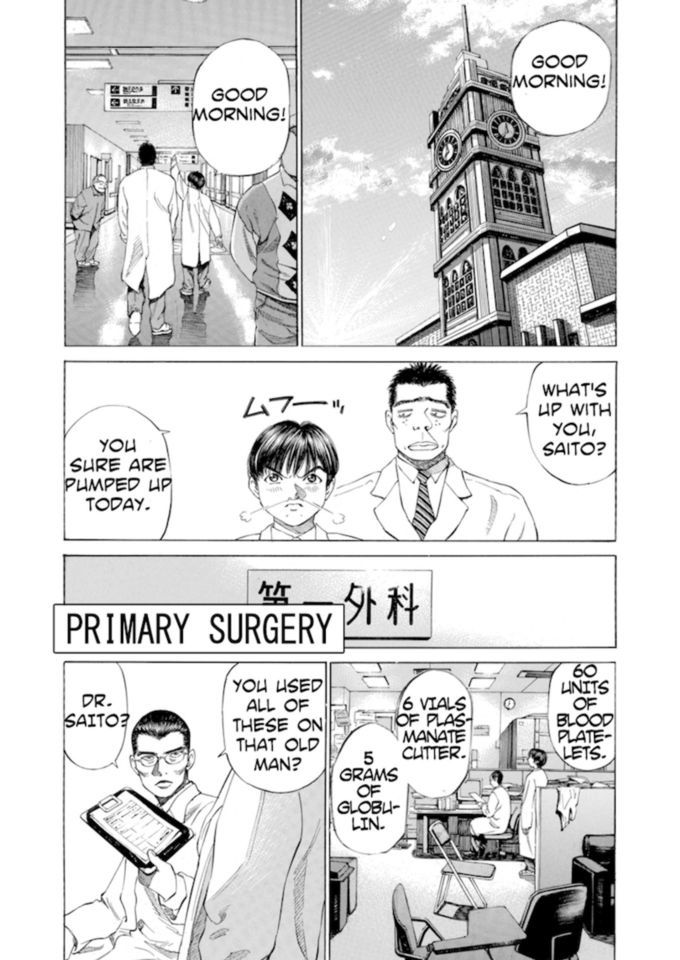 GOOD
MORNING!
GOOD
MORNING!
WHAT'S
UP WITH
YOU,
SAITO?
ムフーッ
YOU
SURE ARE
PUMPED UP
TODAY.
第一外科
PRIMARY SURGERY
60
UNITS
OF
BLOOD
PLATE-
LETS.
6 VIALS
OF PLAS-
MANATE
CUTTER.
5
GRAMS
OF
GLOBU-
LIN.
YOU USED
ALL OF
THESE ON
THAT OLD
MAN?
DR.
SAITO?